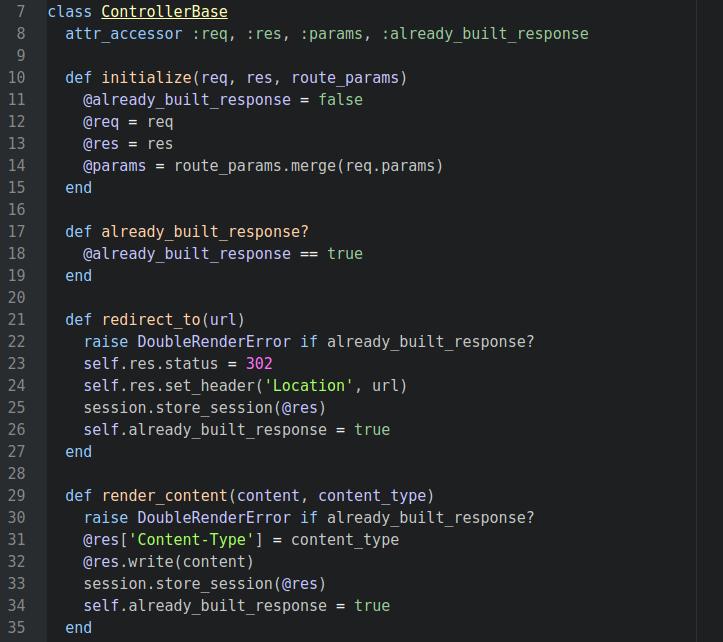 7 class ControllerBase
8   attr_accessor :req, :res, :params, :already_built_response
9
10   def initialize(req, res, route_params)
11     @already_built_response = false
12     @req = req
13     @res = res
14     @params = route_params.merge(req.params)
15   end
16
17   def already_built_response?
18     @already_built_response == true
19   end
20
21   def redirect_to(url)
22     raise DoubleRenderError if already_built_response?
23     self.res.status = 302
24     self.res.set_header('Location', url)
25     session.store_session(@res)
26     self.already_built_response = true
27   end
28
29   def render_content(content, content_type)
30     raise DoubleRenderError if already_built_response?
31     @res['Content-Type'] = content_type
32     @res.write(content)
33     session.store_session(@res)
34     self.already_built_response = true
35   end